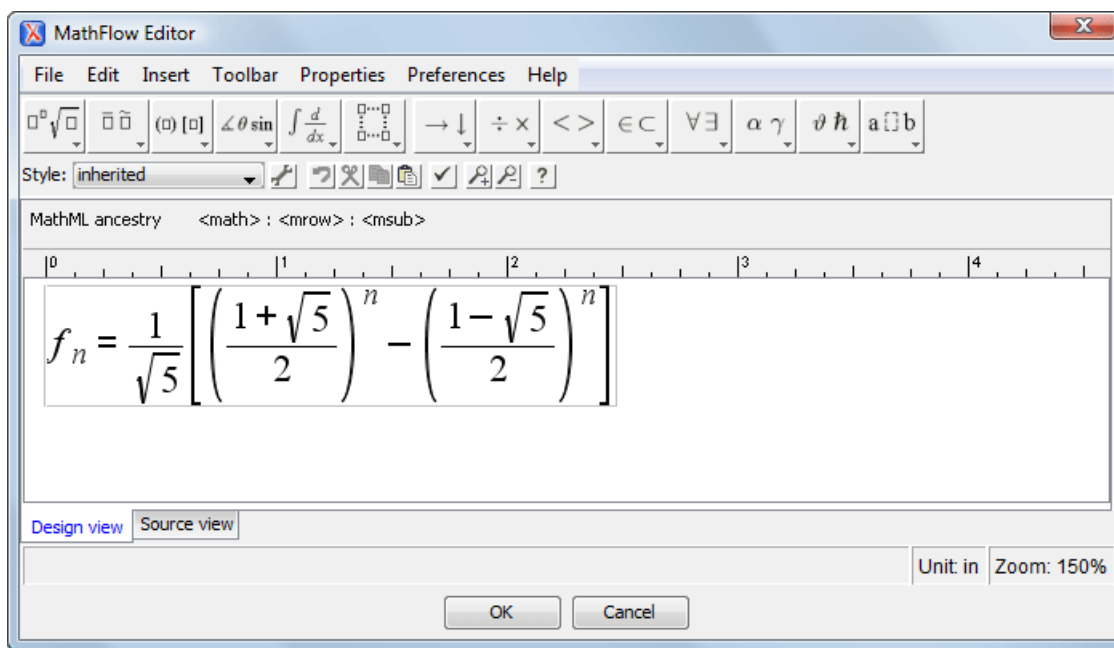 MathFlow Editor
File Edit Insert Toolbar Properties Preferences Help
□°√□ □̄ □̃ (□) [□] ∠θ sin ∫ d/dx □···□ □···□ → ↓ ÷ × < > ∈ ⊂ ∀ ∃ α γ ϑ ℏ a▯b
Style: inherited ?
MathML ancestry <math> : <mrow> : <msub>
0 1 2 3 4
f_n = 1/√5 [ ( (1+√5)/2 )^n − ( (1−√5)/2 )^n ]
Design view Source view
Unit: in Zoom: 150%
OK Cancel